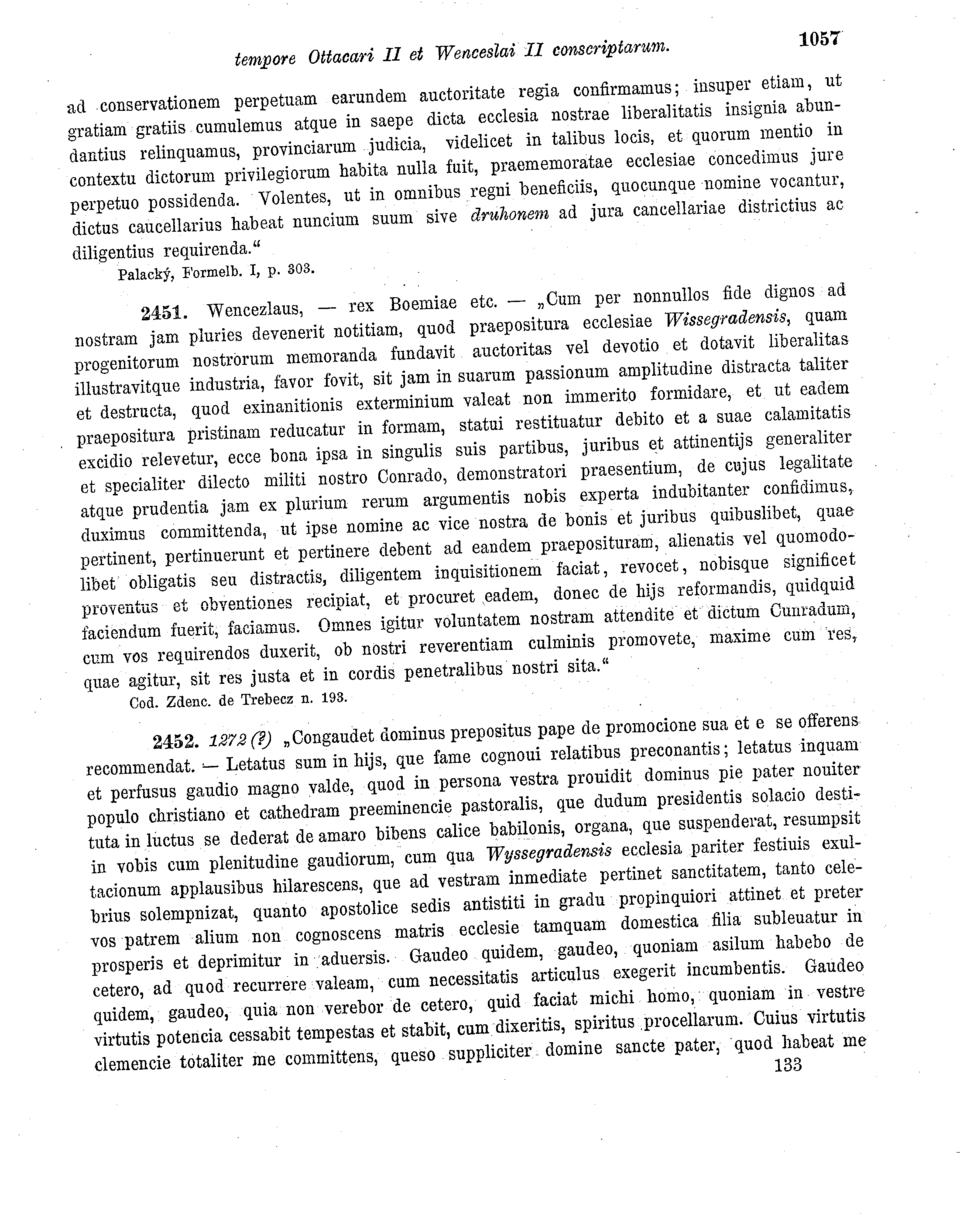 tempore Ottacari II et Wenceslai II conscriptarum. 1057
ad conservationem perpetuam earundem auctoritate regia confirmamus; insuper etiam, ut
gratiam gratiis cumulemus atque in saepe dicta ecclesia nostrae liberalitatis insignia abun-
dantius relinquamus, provinciarum judicia, videlicet in talibus locis, et quorum mentio in
contextu dictorum privilegiorum habita nulla fuit, praememoratae ecclesiae concedimus jure
perpetuo possidenda. Volentes, ut in omnibus regni beneficiis, quocunque nomine vocantur,
dictus caucellarius habeat nuncium suum sive druhonem ad jura cancellariae districtius ac
diligentius requirenda.“
Palacký, Formelb. I, p. 303.
2451. Wencezlaus, — rex Boemiae etc. — „Cum per nonnullos fide dignos ad
nostram jam pluries devenerit notitiam, quod praepositura ecclesiae Wissegradensis, quam
progenitorum nostrorum memoranda fundavit auctoritas vel devotio et dotavit liberalitas
illustravitque industria, favor fovit, sit jam in suarum passionum amplitudine distracta taliter
et destructa, quod exinanitionis exterminium valeat non immerito formidare, et ut eadem
praepositura pristinam reducatur in formam, statui restituatur debito et a suae calamitatis
excidio relevetur, ecce bona ipsa in singulis suis partibus, juribus et attinentijs generaliter
et specialiter dilecto militi nostro Conrado, demonstratori praesentium, de cujus legalitate
atque prudentia jam ex plurium rerum argumentis nobis experta indubitanter confidimus,
duximus committenda, ut ipse nomine ac vice nostra de bonis et juribus quibuslibet, quae
pertinent, pertinuerunt et pertinere debent ad eandem praeposituram, alienatis vel quomodo-
libet obligatis seu distractis, diligentem inquisitionem faciat, revocet, nobisque significet
proventus et obventiones recipiat, et procuret eadem, donec de hijs reformandis, quidquid
faciendum fuerit, faciamus. Omnes igitur voluntatem nostram attendite et dictum Cunradum,
cum vos requirendos duxerit, ob nostri reverentiam culminis promovete, maxime cum res,
quae agitur, sit res justa et in cordis penetralibus nostri sita.“
Cod. Zdenc. de Trebecz n. 193.
2452. 1272 (?) „Congaudet dominus prepositus pape de promocione sua et e se offerens
recommendat. — Letatus sum in hijs, que fame cognoui relatibus preconantis; letatus inquam
et perfusus gaudio magno valde, quod in persona vestra prouidit dominus pie pater nouiter
populo christiano et cathedram preeminencie pastoralis, que dudum presidentis solacio desti-
tuta in luctus se dederat de amaro bibens calice babilonis, organa, que suspenderat, resumpsit
in vobis cum plenitudine gaudiorum, cum qua Wyssegradensis ecclesia pariter festiuis exul-
tacionum applausibus hilarescens, que ad vestram inmediate pertinet sanctitatem, tanto cele-
brius solempnizat, quanto apostolice sedis antistiti in gradu propinquiori attinet et preter
vos patrem alium non cognoscens matris ecclesie tamquam domestica filia subleuatur in
prosperis et deprimitur in aduersis. Gaudeo quidem, gaudeo, quoniam asilum habebo de
cetero, ad quod recurrere valeam, cum necessitatis articulus exegerit incumbentis. Gaudeo
quidem, gaudeo, quia non verebor de cetero, quid faciat michi homo, quoniam in vestre
virtutis potencia cessabit tempestas et stabit, cum dixeritis, spiritus procellarum. Cuius virtutis
clemencie totaliter me committens, queso suppliciter domine sancte pater, quod habeat me
133